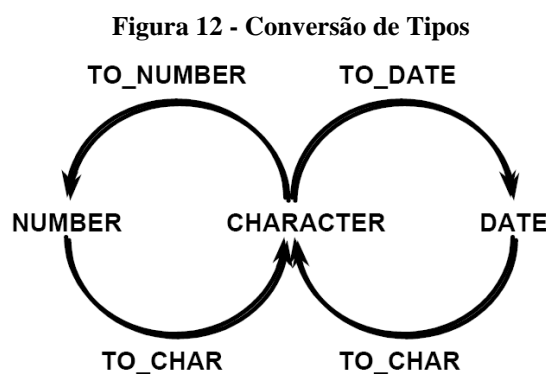 Figura 12 - Conversão de Tipos
TO_NUMBER TO_DATE
NUMBER CHARACTER DATE
TO_CHAR TO_CHAR